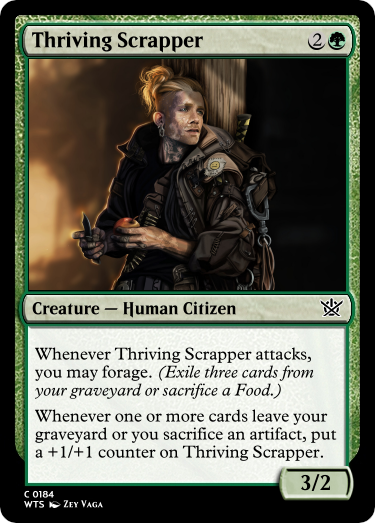 Thriving Scrapper 2
Creature — Human Citizen
Whenever Thriving Scrapper attacks,
you may forage. (Exile three cards from
your graveyard or sacrifice a Food.)
Whenever one or more cards leave your
graveyard or you sacrifice an artifact, put
a +1/+1 counter on Thriving Scrapper.
3/2
C 0184
WTS Zey Vaga